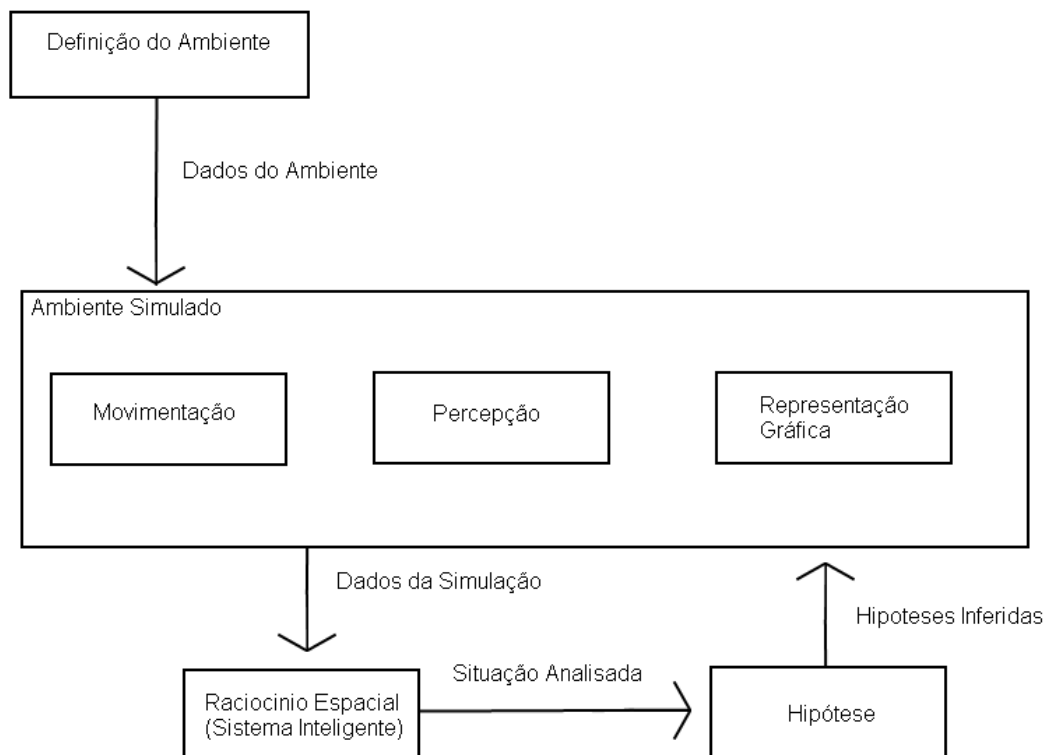 Definição do Ambiente
Dados do Ambiente
Ambiente Simulado
Movimentação
Percepção
Representação
Gráfica
Dados da Simulação
Hipoteses Inferidas
Situação Analisada
Raciocinio Espacial
(Sistema Inteligente)
Hipótese